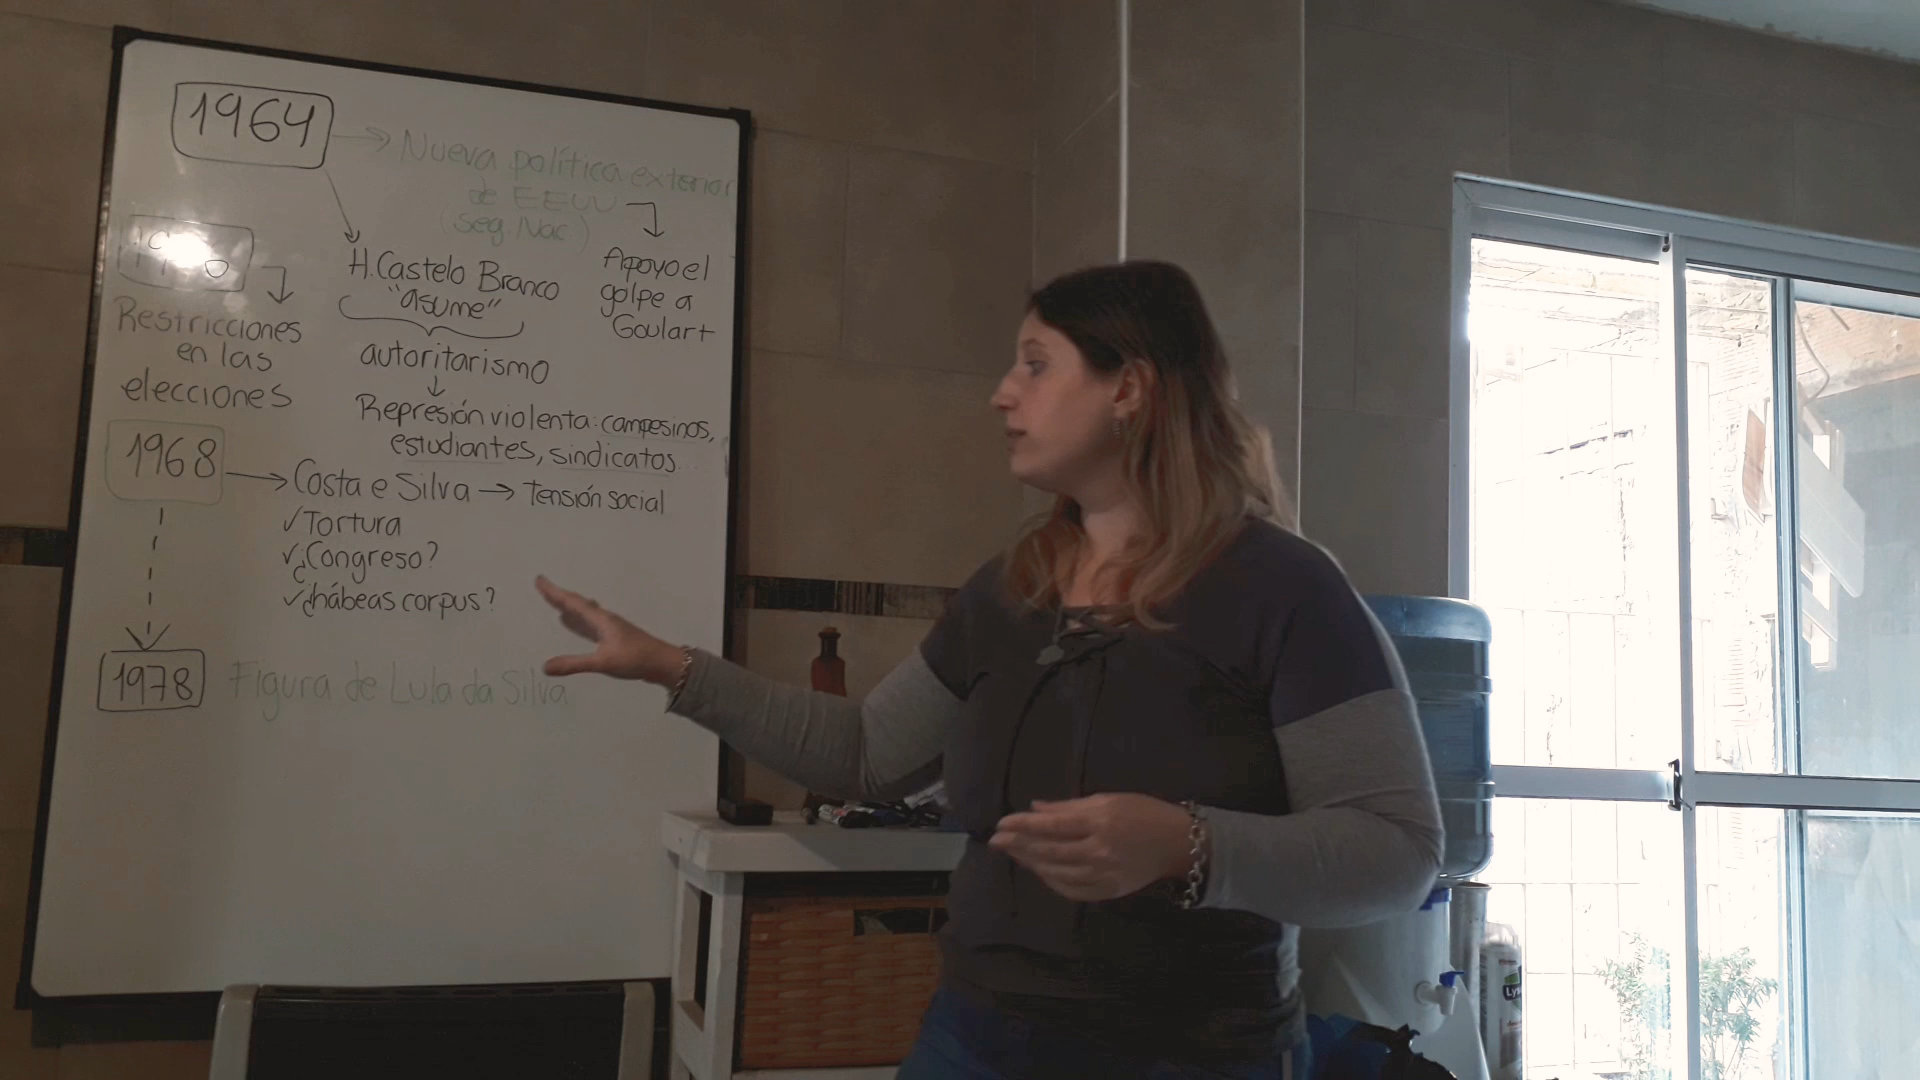 1964
→ Nueva política exterior
de EEUU
(Seg. Nac)
Apoyo el
golpe a
Goulart
H. Castelo Branco
"asume"
autoritarismo
↓
Represión violenta: campesinos,
estudiantes, sindicatos.
Restricciones
en las
elecciones
1968 → Costa e Silva → Tensión social
✓ Tortura
✓ ¿Congreso?
✓ ¿hábeas corpus?
1978 Figura de Lula da Silva